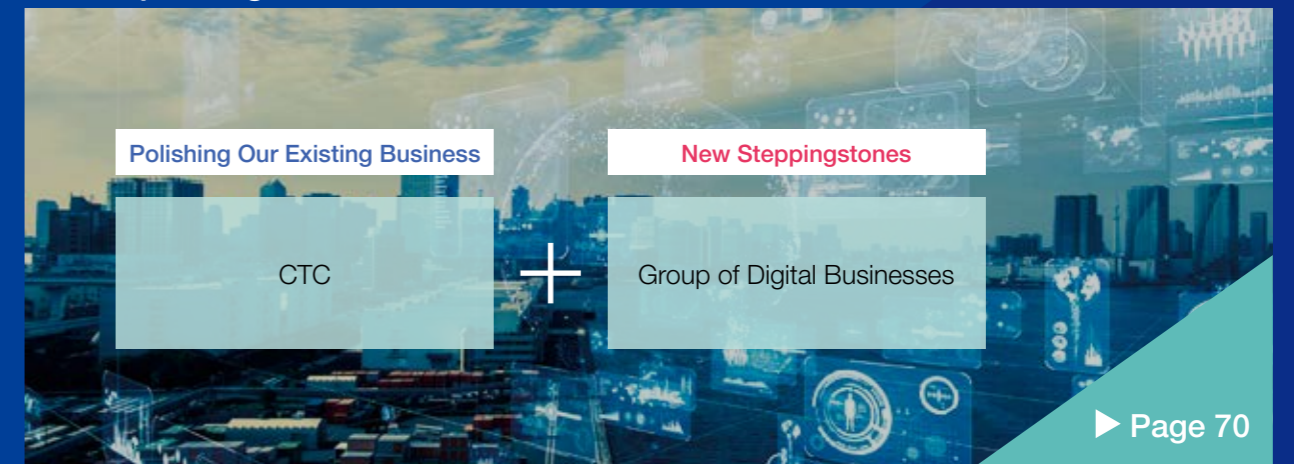 Polishing Our Existing Business
New Steppingstones
CTC
+
Group of Digital Businesses
▶ Page 70